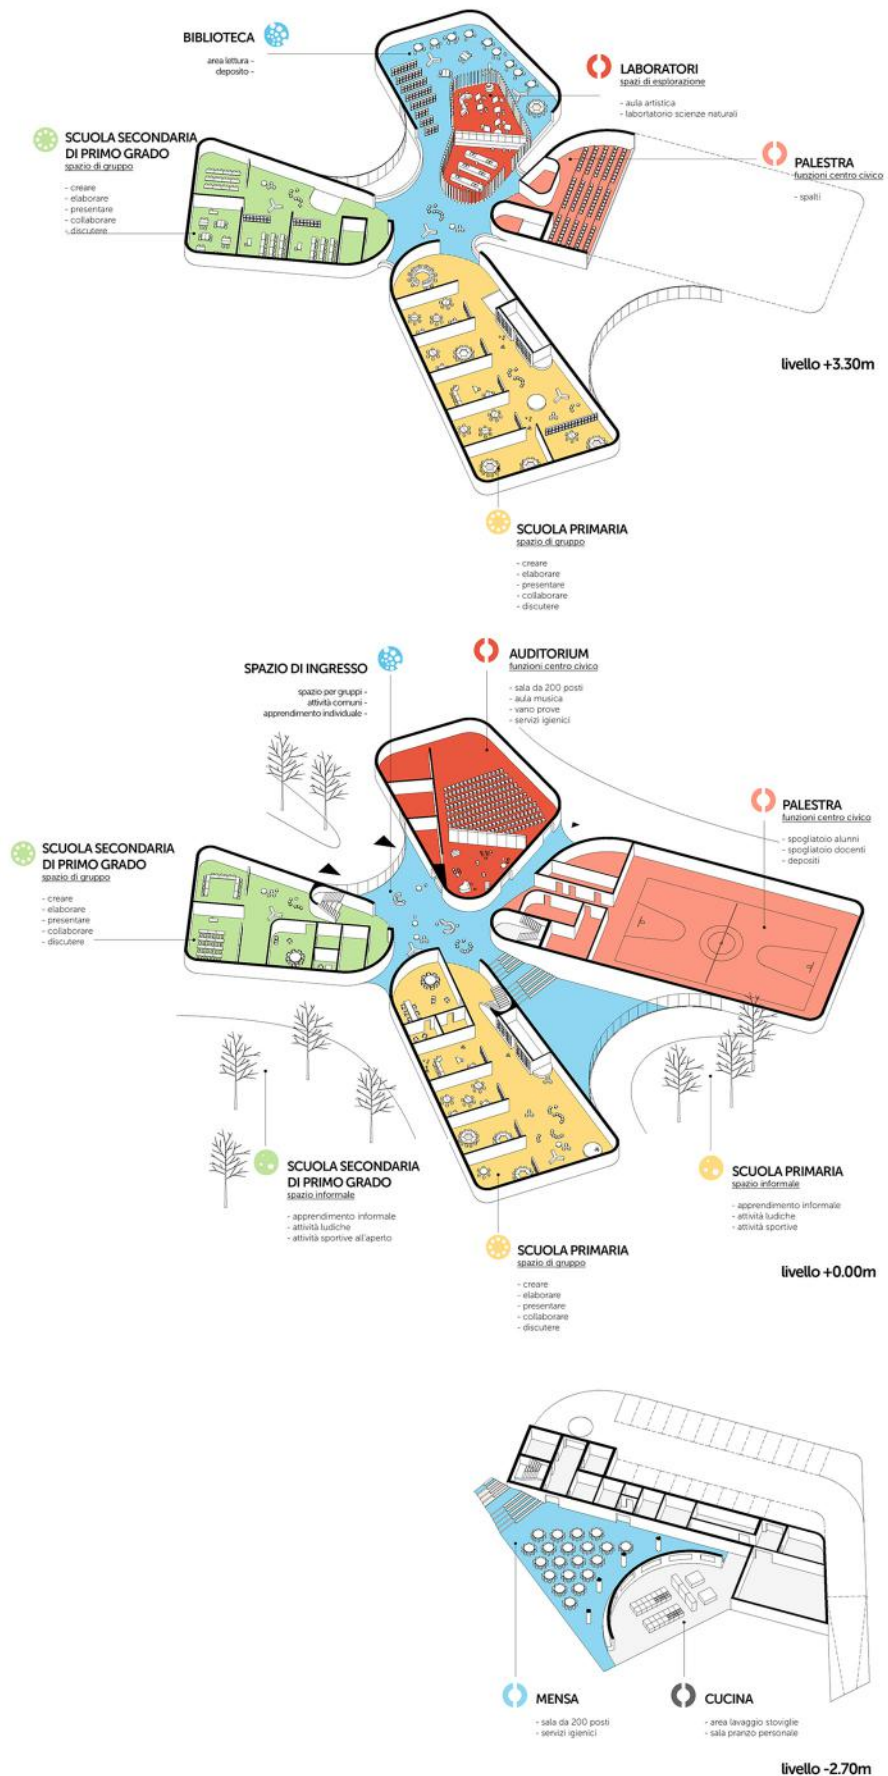 BIBLIOTECA
area lettura -
deposito -
LABORATORI
spazi di esplorazione
- aula artistica
- labortatorio scienze naturali
SCUOLA SECONDARIA
DI PRIMO GRADO
spazio di gruppo
- creare
- elaborare
- presentare
- collaborare
- discutere
PALESTRA
funzioni centro civico
- spalti
livello +3.30m
SCUOLA PRIMARIA
spazio di gruppo
- creare
- elaborare
- presentare
- collaborare
- discutere
SPAZIO DI INGRESSO
spazio per gruppi -
attività comuni -
apprendimento individuale -
AUDITORIUM
funzioni centro civico
- sala da 200 posti
- aula musica
- vano prove
- servizi igienici
PALESTRA
funzioni centro civico
- spogliatoio alunni
- spogliatoio docenti
- depositi
SCUOLA SECONDARIA
DI PRIMO GRADO
spazio di gruppo
- creare
- elaborare
- presentare
- collaborare
- discutere
SCUOLA SECONDARIA
DI PRIMO GRADO
spazio informale
- apprendimento informale
- attività ludiche
- attività sportive all'aperto
SCUOLA PRIMARIA
spazio informale
- apprendimento informale
- attività ludiche
- attività sportive
SCUOLA PRIMARIA
spazio di gruppo
- creare
- elaborare
- presentare
- collaborare
- discutere
livello +0.00m
MENSA
- sala da 200 posti
- servizi igienici
CUCINA
- area lavaggio stoviglie
- sala pranzo personale
livello -2.70m